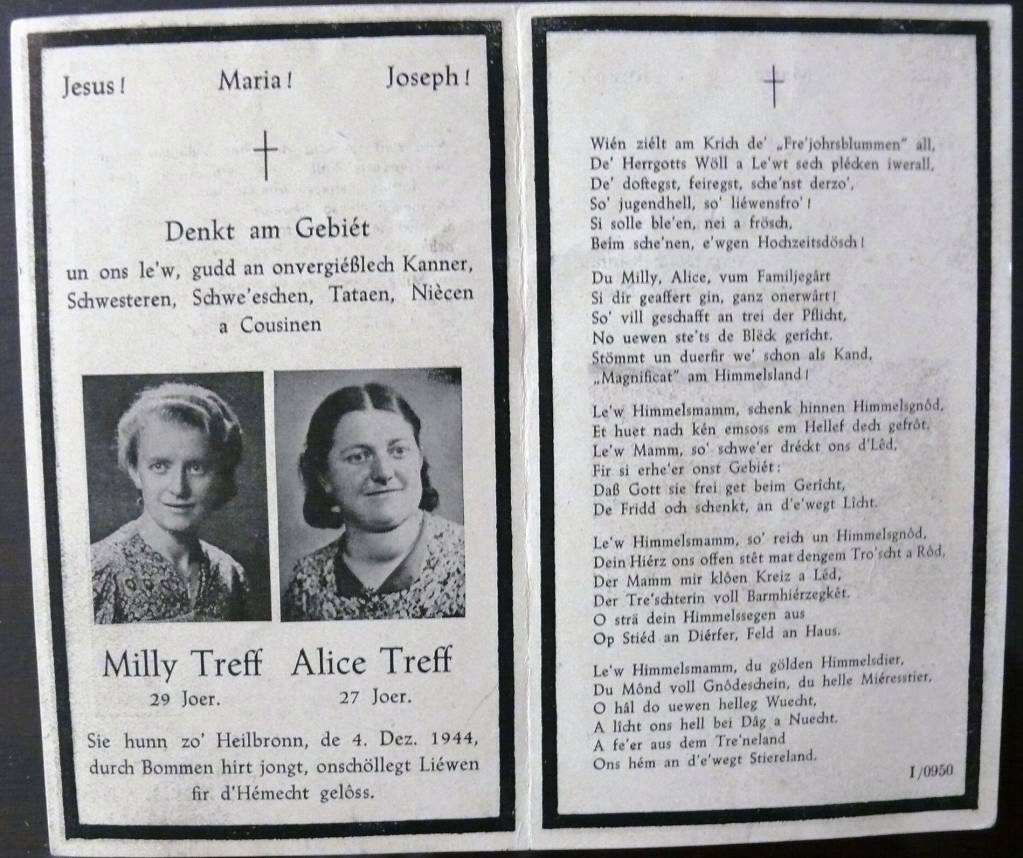 Jesus! Maria! Joseph!
Denkt am Gebiét
un ons le'w, gudd an onvergiéßlech Kanner,
Schwesteren, Schwe'eschen, Tataen, Niècen
a Cousinen
Milly Treff Alice Treff
29 Joer. 27 Joer.
Sie hunn zo' Heilbronn, de 4. Dez. 1944,
durch Bommen hirt jongt, onschöllegt Liéwen
fir d'Hémecht gelôss.
Wién ziélt am Krich de' „Fre'johrsblummen" all,
De' Herrgotts Wöll a Le'wt sech plécken iwerall,
De' doftegst, feiregst, sche'nst derzo',
So' jugendhell, so' liéwensfro'!
Si solle ble'en, nei a frösch,
Beim sche'nen, e'wgen Hochzeitsdösch!
Du Milly, Alice, vum Familjegârt
Si dir geaffert gin, ganz onerwârt!
So' vill geschafft an trei der Pflicht,
No uewen ste'ts de Bléck gericht.
Stömmt un duerfir we' schon als Kand,
„Magnificat" am Himmelsland!
Le'w Himmelsmamm, schenk hinnen Himmelsgnôd,
Et huet nach kén emsoss em Hellef dech gefrôt.
Le'w Mamm, so' schwe'er dréckt ons d'Lêd,
Fir si erhe'er onst Gebiét:
Daß Gott sie frei get beim Gericht,
De Fridd och schenkt, an d'e'wegt Licht.
Le'w Himmelsmamm, so' reich un Himmelsgnôd,
Dein Hiérz ons offen stêt mat dengem Tro'scht a Rôd,
Der Mamm mir klôen Kreiz a Léd,
Der Tre'schterin voll Barmhiérzegkét.
O strä dein Himmelssegen aus
Op Stiéd an Diérfer, Feld an Haus.
Le'w Himmelsmamm, du gölden Himmelsdier,
Du Mônd voll Gnôdeschein, du helle Miéresstier,
O hâl do uewen helleg Wuecht,
A lîcht ons hell bei Dâg a Nuecht.
A fe'er aus dem Tre'neland
Ons hém an d'e'wegt Stiereland.
I/0950